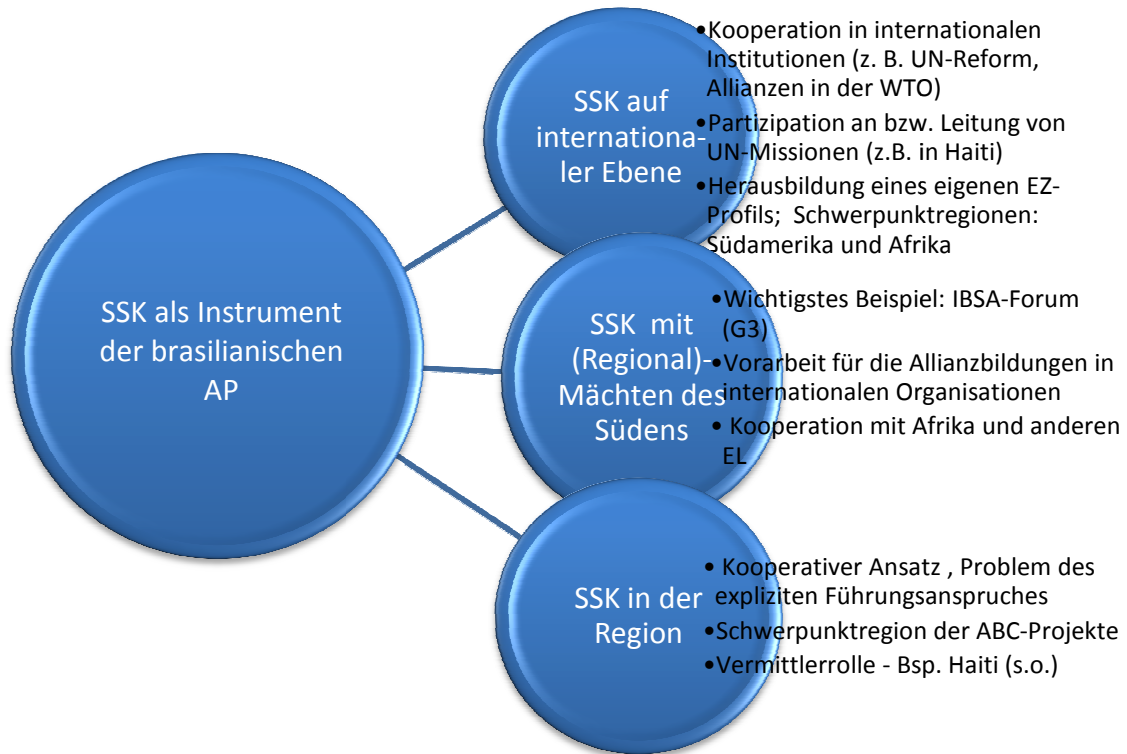 SSK als Instrument
der brasilianischen
AP
SSK auf
internationa-
ler Ebene
•Kooperation in internationalen
Institutionen (z. B. UN-Reform,
Allianzen in der WTO)
•Partizipation an bzw. Leitung von
UN-Missionen (z.B. in Haiti)
•Herausbildung eines eigenen EZ-
Profils; Schwerpunktregionen:
Südamerika und Afrika
SSK mit
(Regional)-
Mächten des
Südens
•Wichtigstes Beispiel: IBSA-Forum
(G3)
•Vorarbeit für die Allianzbildungen in
internationalen Organisationen
• Kooperation mit Afrika und anderen
EL
SSK in der
Region
• Kooperativer Ansatz , Problem des
expliziten Führungsanspruches
•Schwerpunktregion der ABC-Projekte
•Vermittlerrolle - Bsp. Haiti (s.o.)